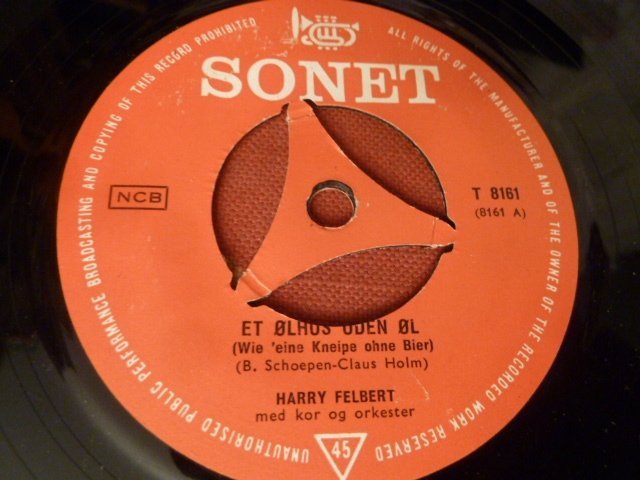 SONET
NCB
T 8161
(8161 A)
ET ØLHUS UDEN ØL
(Wie 'eine Kneipe ohne Bier)
(B. Schoepen-Claus Holm)
HARRY FELBERT
med kor og orkester
45
ALL RIGHTS OF THE MANUFACTURER AND OF THE OWNER OF THE RECORDED WORK RESERVED
UNAUTHORISED PUBLIC PERFORMANCE BROADCASTING AND COPYING OF THIS RECORD PROHIBITED